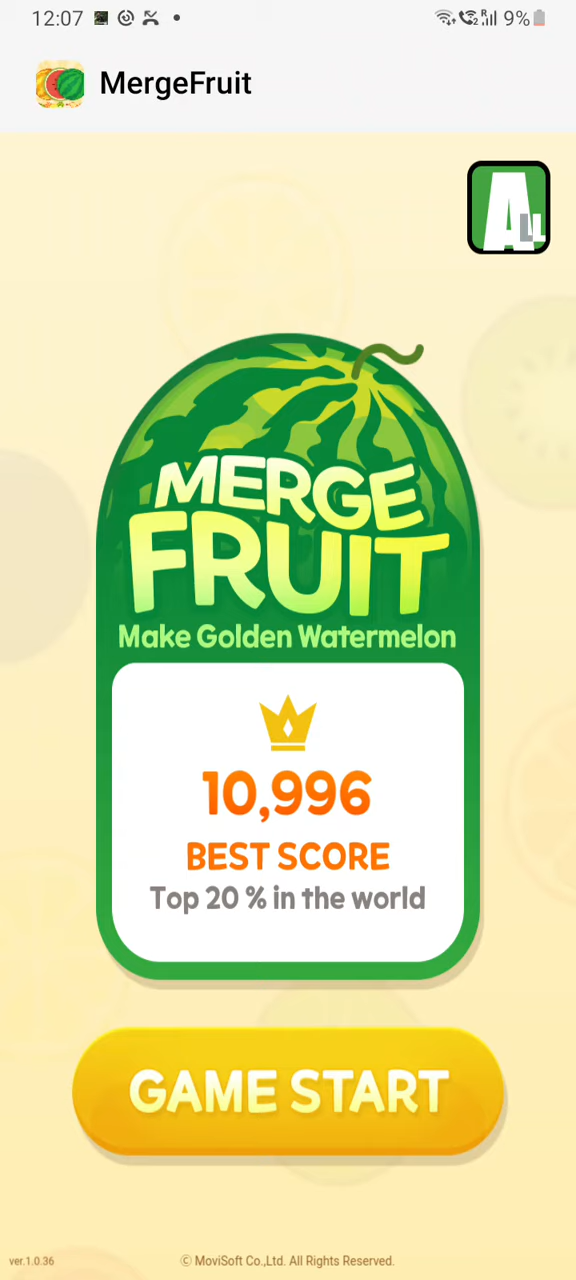 12:07 9%
MergeFruit
ALL
MERGE
FRUIT
Make Golden Watermelon
10,996
BEST SCORE
Top 20 % in the world
GAME START
ver.1.0.36 © MoviSoft Co.,Ltd. All Rights Reserved.